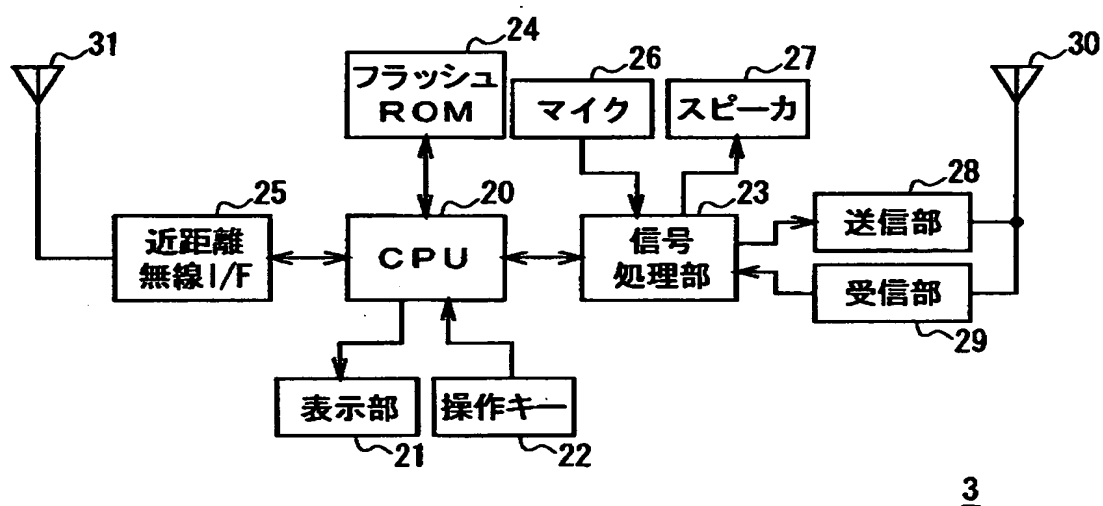 31
24
26
27
30
フラッシュ
ROM
マイク
スピーカ
25
20
23
28
近距離
無線I/F
CPU
信号
処理部
送信部
受信部
29
表示部
操作キー
21
22
3